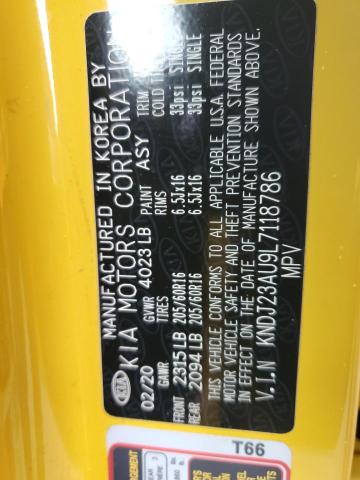 MANUFACTURED IN KOREA BY
KIA KIA MOTORS CORPORATION
02/20 GVWR 4023 LB PAINT ASY TRIM
GAWR TIRES RIMS COLD TIRE
FRONT 2315 LB 205/60R16 6.5Jx16 33psi SINGLE
REAR 2094 LB 205/60R16 6.5Jx16 33psi SINGLE
THIS VEHICLE CONFORMS TO ALL APPLICABLE U.S.A. FEDERAL
MOTOR VEHICLE SAFETY AND THEFT PREVENTION STANDARDS
IN EFFECT ON THE DATE OF MANUFACTURE SHOWN ABOVE.
V.I.N KNDJ23AU9L7118786
MPV
T66